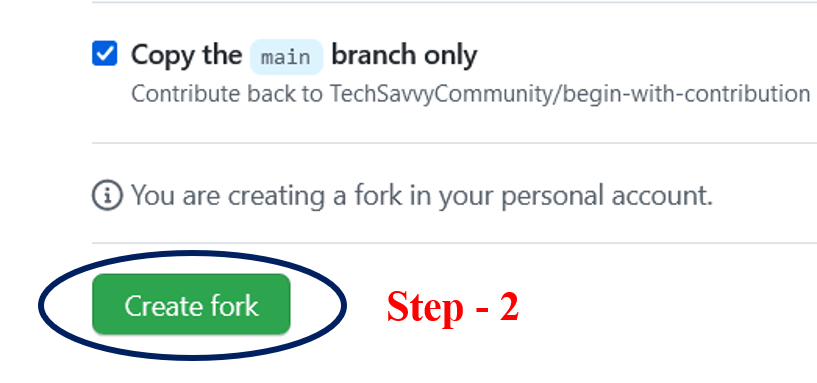 Copy the main branch only
Contribute back to TechSavvyCommunity/begin-with-contribution
You are creating a fork in your personal account.
Create fork
Step - 2